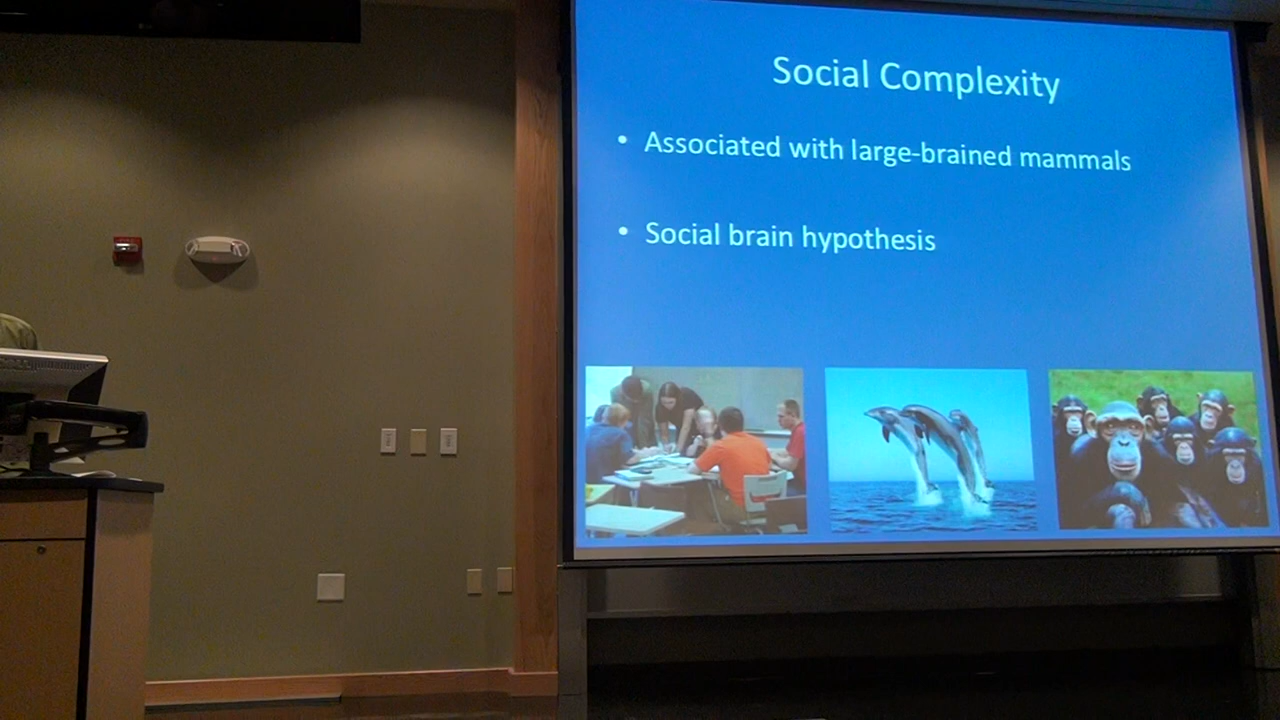 Social Complexity
• Associated with large-brained mammals
• Social brain hypothesis